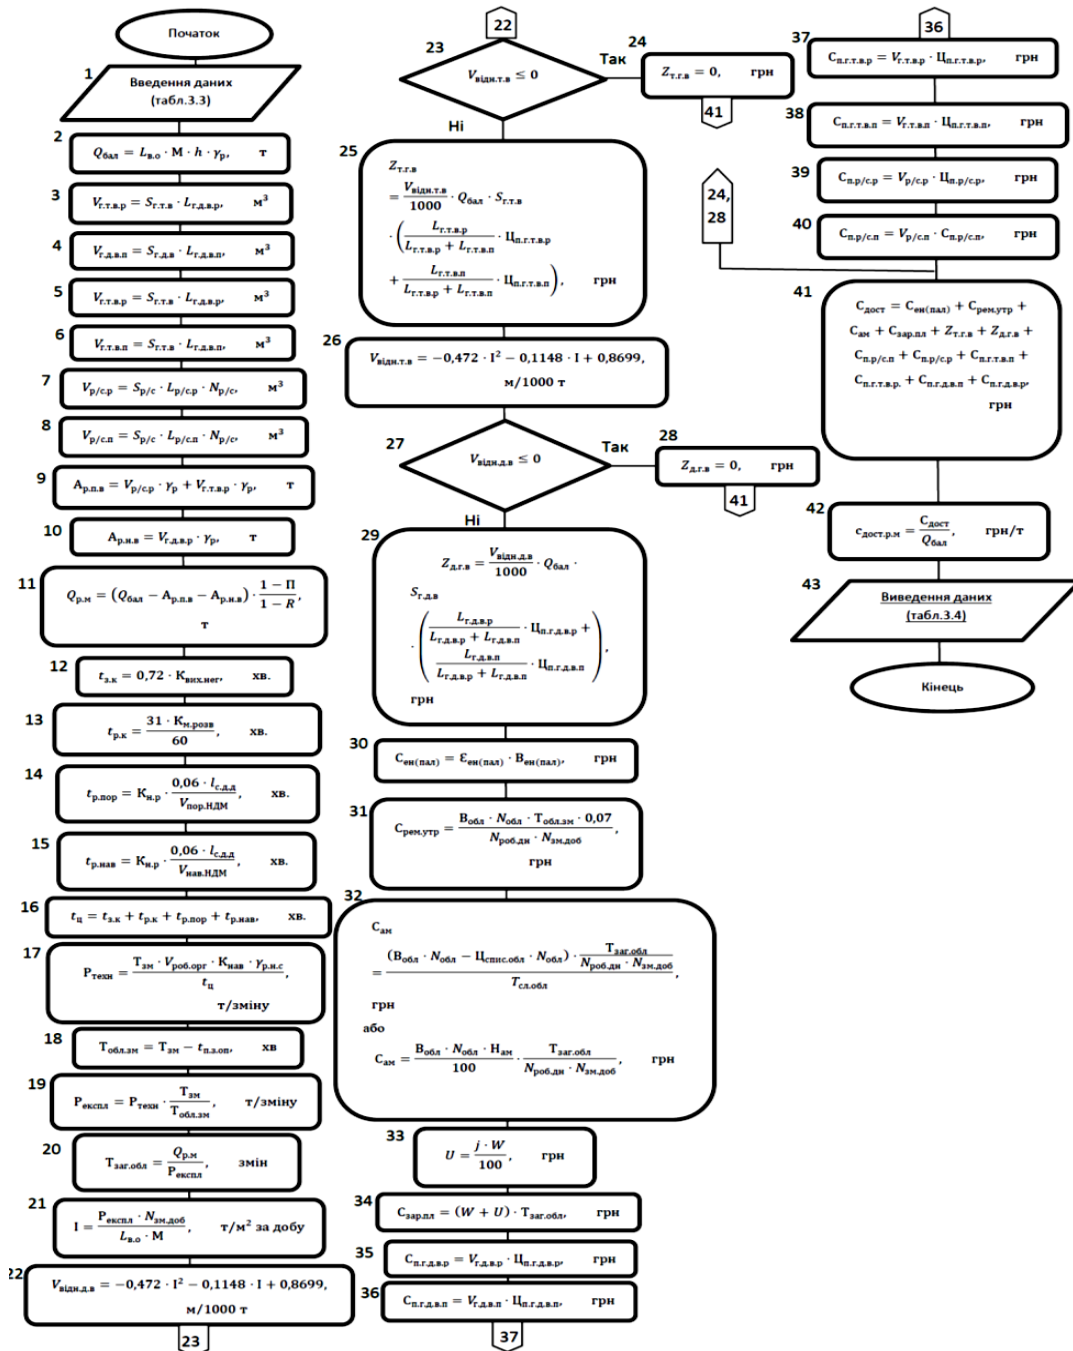 Початок
1
Введення даних
(табл.3.3)
2
Q_бал = L_в.о · М · h · γ_р, т
3
V_г.т.в.р = S_г.т.в · L_г.д.в.р, м³
4
V_г.д.в.п = S_г.д.в · L_г.д.в.п, м³
5
V_г.т.в.р = S_г.т.в · L_г.д.в.р, м³
6
V_г.т.в.п = S_г.т.в · L_г.д.в.п, м³
7
V_р/с.р = S_р/с · L_р/с.р · N_р/с, м³
8
V_р/с.п = S_р/с · L_р/с.п · N_р/с, м³
9
А_р.п.в = V_р/с.р · γ_р + V_г.т.в.р · γ_р, т
10
А_р.н.в = V_г.д.в.р · γ_р, т
11
Q_р.м = (Q_бал − А_р.п.в − А_р.н.в) · (1 − П)/(1 − R),
т
12
t_з.к = 0,72 · К_вих.нег, хв.
13
t_р.к = (31 · К_м.розв)/60, хв.
14
t_р.пор = К_н.р · (0,06 · l_с.д.д)/V_пор.НДМ, хв.
15
t_р.нав = К_н.р · (0,06 · l_с.д.д)/V_нав.НДМ, хв.
16
t_ц = t_з.к + t_р.к + t_р.пор + t_р.нав, хв.
17
Р_техн = (Т_зм · V_роб.орг · К_нав · γ_р.н.с)/t_ц,
т/зміну
18
Т_обл.зм = Т_зм − t_п.з.оп, хв
19
Р_експл = Р_техн · Т_зм/Т_обл.зм, т/зміну
20
Т_заг.обл = Q_р.м/Р_експл, змін
21
І = (Р_експл · N_зм.доб)/(L_в.о · М), т/м² за добу
22
V_відн.д.в = −0,472 · І² − 0,1148 · І + 0,8699,
м/1000 т
23
22
23
V_відн.т.в ≤ 0
Так
Ні
24
Z_т.г.в = 0, грн
41
25
Z_т.г.в
= V_відн.т.в/1000 · Q_бал · S_г.т.в
· (L_г.т.в.р/(L_г.т.в.р + L_г.т.в.п) · Ц_п.г.т.в.р
+ L_г.т.в.п/(L_г.т.в.р + L_г.т.в.п) · Ц_п.г.т.в.п), грн
26
V_відн.т.в = −0,472 · І² − 0,1148 · І + 0,8699,
м/1000 т
27
V_відн.д.в ≤ 0
Так
Ні
28
Z_д.г.в = 0, грн
41
29
Z_д.г.в = V_відн.д.в/1000 · Q_бал ·
S_г.д.в
· (L_г.д.в.р/(L_г.д.в.р + L_г.д.в.п) · Ц_п.г.д.в.р +
L_г.д.в.п/(L_г.д.в.р + L_г.д.в.п) · Ц_п.г.д.в.п),
грн
30
С_ен(пал) = Е_ен(пал) · В_ен(пал), грн
31
С_рем.утр = (В_обл · N_обл · Т_обл.зм · 0,07)/(N_роб.дн · N_зм.доб),
грн
32
С_ам
= ((В_обл · N_обл − Ц_спис.обл · N_обл) · Т_заг.обл/(N_роб.дн · N_зм.доб))/T_сл.обл,
грн
або
С_ам = (В_обл · N_обл · Н_ам)/100 · Т_заг.обл/(N_роб.дн · N_зм.доб), грн
33
U = (j · W)/100, грн
34
С_зар.пл = (W + U) · Т_заг.обл, грн
35
С_п.г.д.в.р = V_г.д.в.р · Ц_п.г.д.в.р, грн
36
С_п.г.д.в.п = V_г.д.в.п · Ц_п.г.д.в.п, грн
37
36
37
С_п.г.т.в.р = V_г.т.в.р · Ц_п.г.т.в.р, грн
38
С_п.г.т.в.п = V_г.т.в.п · Ц_п.г.т.в.п, грн
39
С_п.р/с.р = V_р/с.р · Ц_п.р/с.р, грн
40
С_п.р/с.п = V_р/с.п · С_п.р/с.п, грн
24,
28
41
С_дост = С_ен(пал) + С_рем.утр +
С_ам + С_зар.пл + Z_т.г.в + Z_д.г.в +
С_п.р/с.п + С_п.р/с.р + С_п.г.т.в.п +
С_п.г.т.в.р. + С_п.г.д.в.п + С_п.г.д.в.р,
грн
42
с_дост.р.м = С_дост/Q_бал, грн/т
43
Виведення даних
(табл.3.4)
Кінець